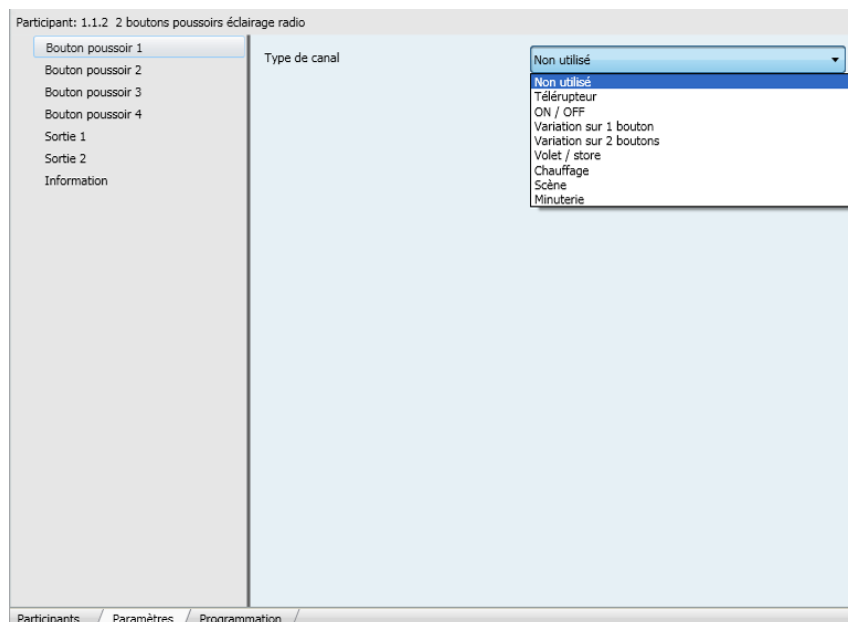 Participant: 1.1.2 2 boutons poussoirs éclairage radio
Bouton poussoir 1
Bouton poussoir 2
Bouton poussoir 3
Bouton poussoir 4
Sortie 1
Sortie 2
Information
Type de canal
Non utilisé
Non utilisé
Télérupteur
ON / OFF
Variation sur 1 bouton
Variation sur 2 boutons
Volet / store
Chauffage
Scène
Minuterie
Participants / Paramètres / Programmation /